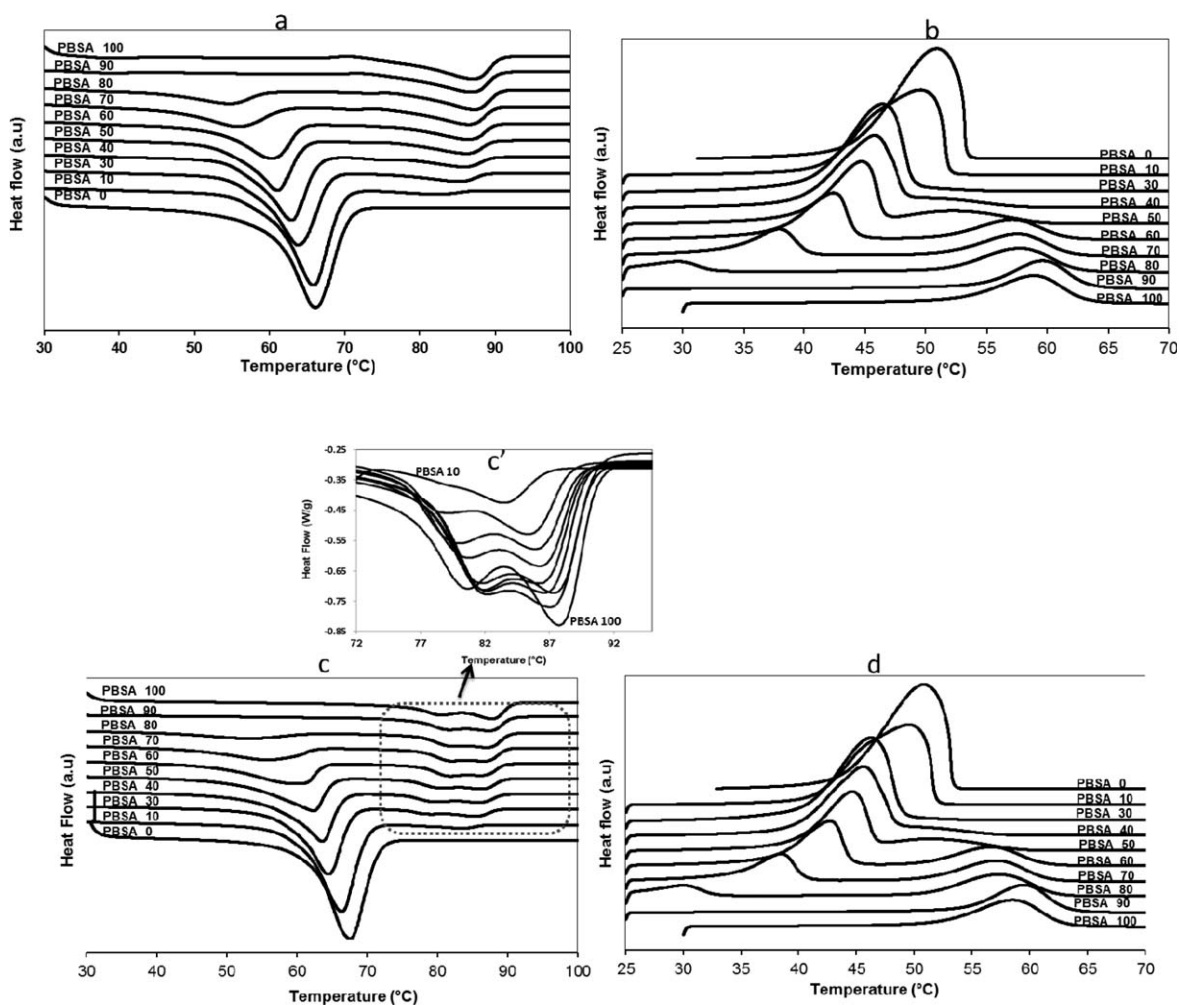 a
PBSA 100
PBSA 90
PBSA 80
PBSA 70
PBSA 60
PBSA 50
PBSA 40
PBSA 30
PBSA 10
PBSA 0
Heat flow (a.u)
30 40 50 60 70 80 90 100
Temperature (°C)
b
PBSA 0
PBSA 10
PBSA 30
PBSA 40
PBSA 50
PBSA 60
PBSA 70
PBSA 80
PBSA 90
PBSA 100
Heat flow (a.u)
25 30 35 40 45 50 55 60 65 70
Temperature (°C)
c'
-0.25
-0.35
-0.45
-0.55
-0.65
-0.75
-0.85
PBSA 10
PBSA 100
Heat Flow (W/g)
72 77 82 87 92
Temperature (°C)
c
PBSA 100
PBSA 90
PBSA 80
PBSA 70
PBSA 60
PBSA 50
PBSA 40
PBSA 30
PBSA 10
PBSA 0
Heat Flow (a.u)
30 40 50 60 70 80 90 100
Temperature (°C)
d
PBSA 0
PBSA 10
PBSA 30
PBSA 40
PBSA 50
PBSA 60
PBSA 70
PBSA 80
PBSA 90
PBSA 100
Heat flow (a.u)
25 30 35 40 45 50 55 60 65 70
Temperature (°C)